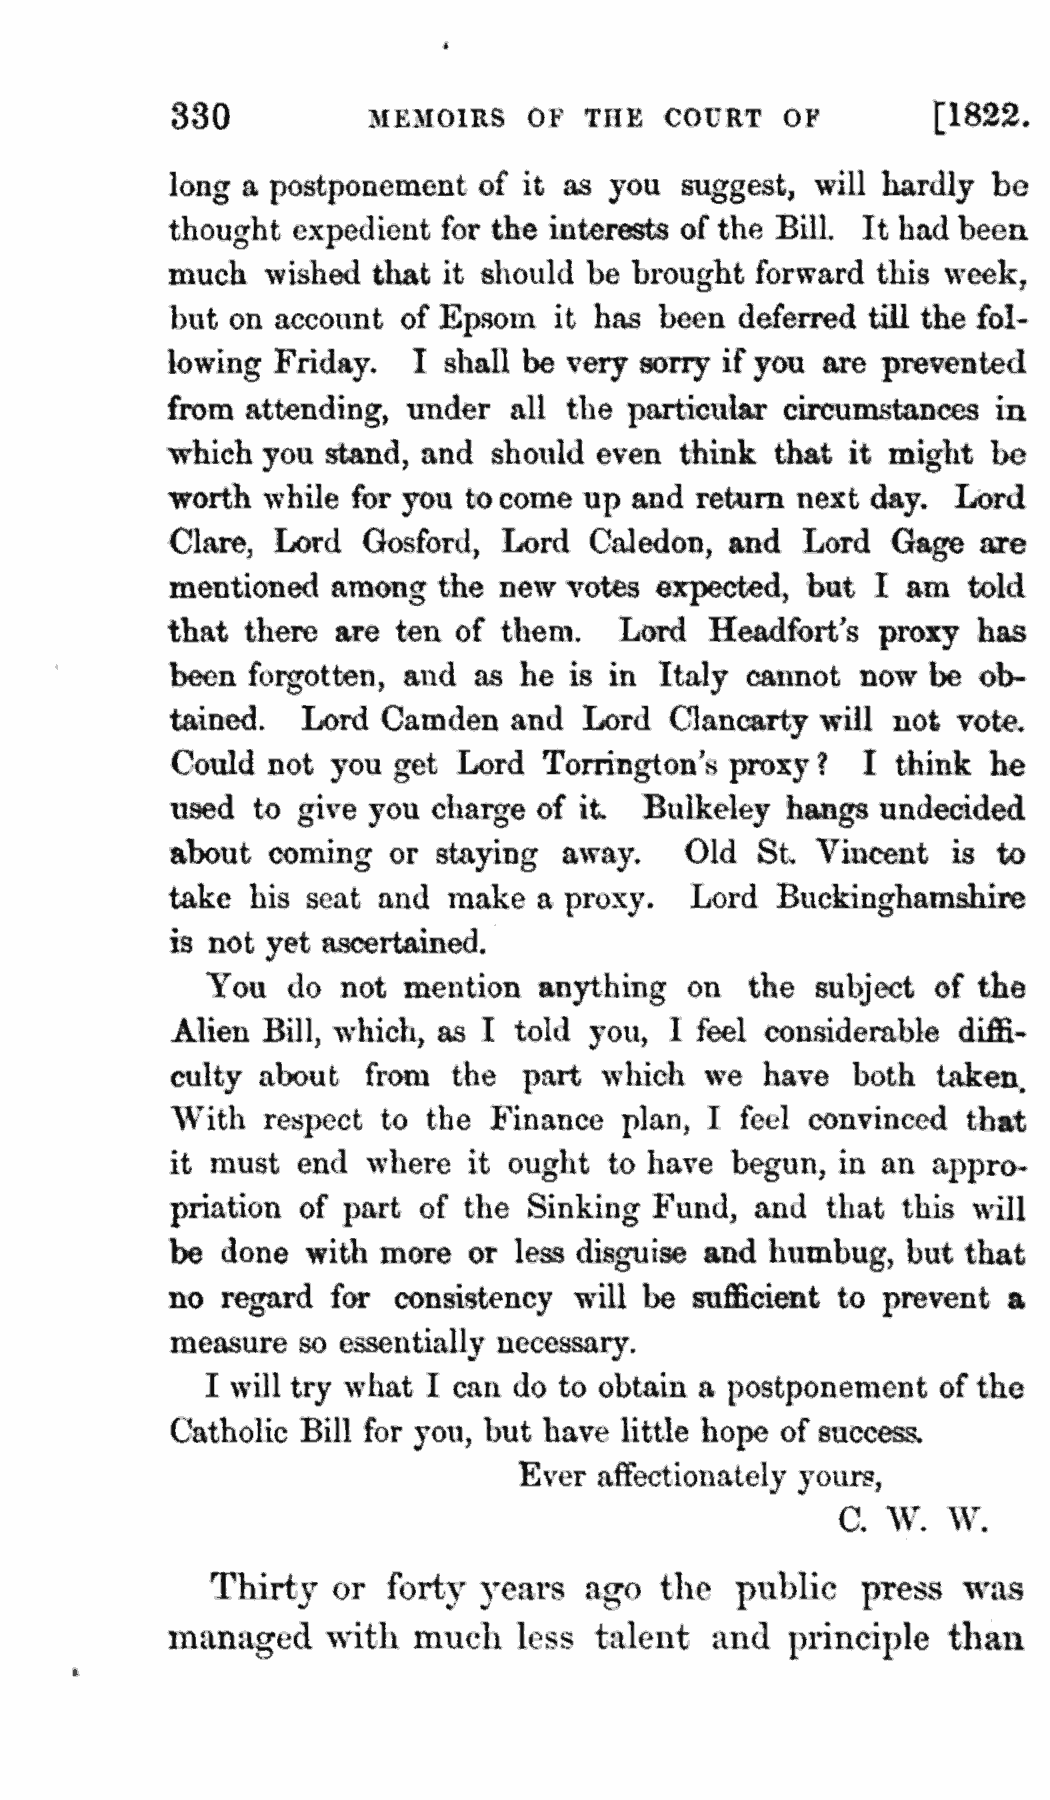 330 MEMOIRS OF THE COURT OF [1822.
long a postponement of it as you suggest, will hardly be
thought expedient for the interests of the Bill. It had been
much wished that it should be brought forward this week,
but on account of Epsom it has been deferred till the fol-
lowing Friday. I shall be very sorry if you are prevented
from attending, under all the particular circumstances in
which you stand, and should even think that it might be
worth while for you to come up and return next day. Lord
Clare, Lord Gosford, Lord Caledon, and Lord Gage are
mentioned among the new votes expected, but I am told
that there are ten of them. Lord Headfort's proxy has
been forgotten, and as he is in Italy cannot now be ob-
tained. Lord Camden and Lord Clancarty will not vote.
Could not you get Lord Torrington's proxy? I think he
used to give you charge of it. Bulkeley hangs undecided
about coming or staying away. Old St. Vincent is to
take his seat and make a proxy. Lord Buckinghamshire
is not yet ascertained.
You do not mention anything on the subject of the
Alien Bill, which, as I told you, I feel considerable diffi-
culty about from the part which we have both taken.
With respect to the Finance plan, I feel convinced that
it must end where it ought to have begun, in an appro-
priation of part of the Sinking Fund, and that this will
be done with more or less disguise and humbug, but that
no regard for consistency will be sufficient to prevent a
measure so essentially necessary.
I will try what I can do to obtain a postponement of the
Catholic Bill for you, but have little hope of success.
Ever affectionately yours,
C. W. W.
Thirty or forty years ago the public press was
managed with much less talent and principle than